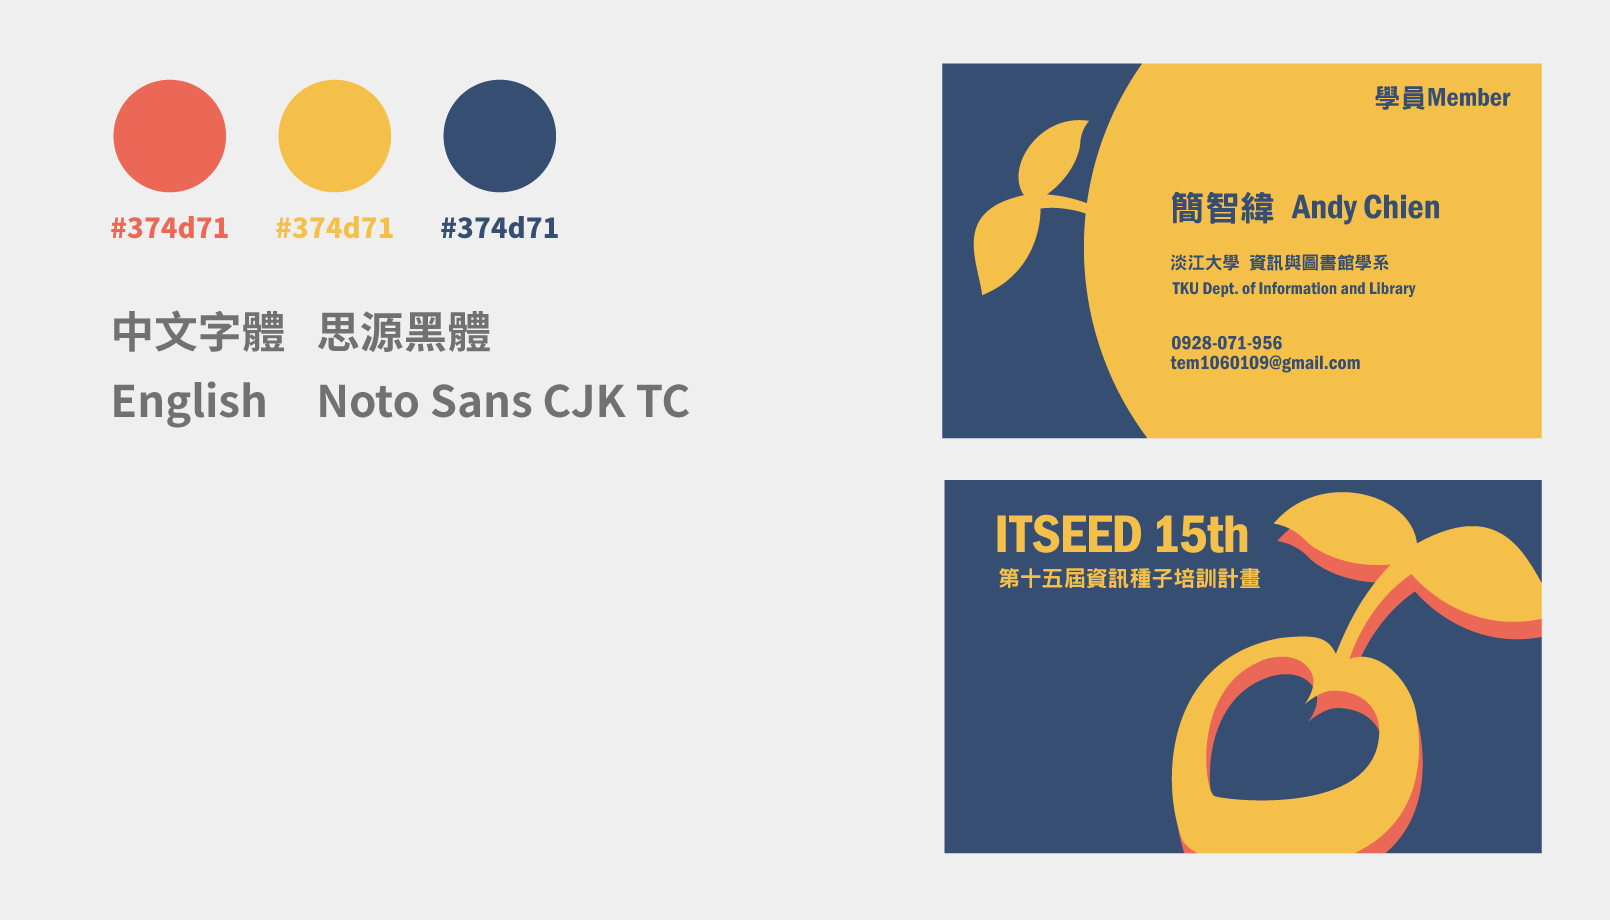 #374d71 #374d71 #374d71
中文字體 思源黑體
English Noto Sans CJK TC
學員Member
簡智緯 Andy Chien
淡江大學 資訊與圖書館學系
TKU Dept. of Information and Library
0928-071-956
tem1060109@gmail.com
ITSEED 15th
第十五屆資訊種子培訓計畫